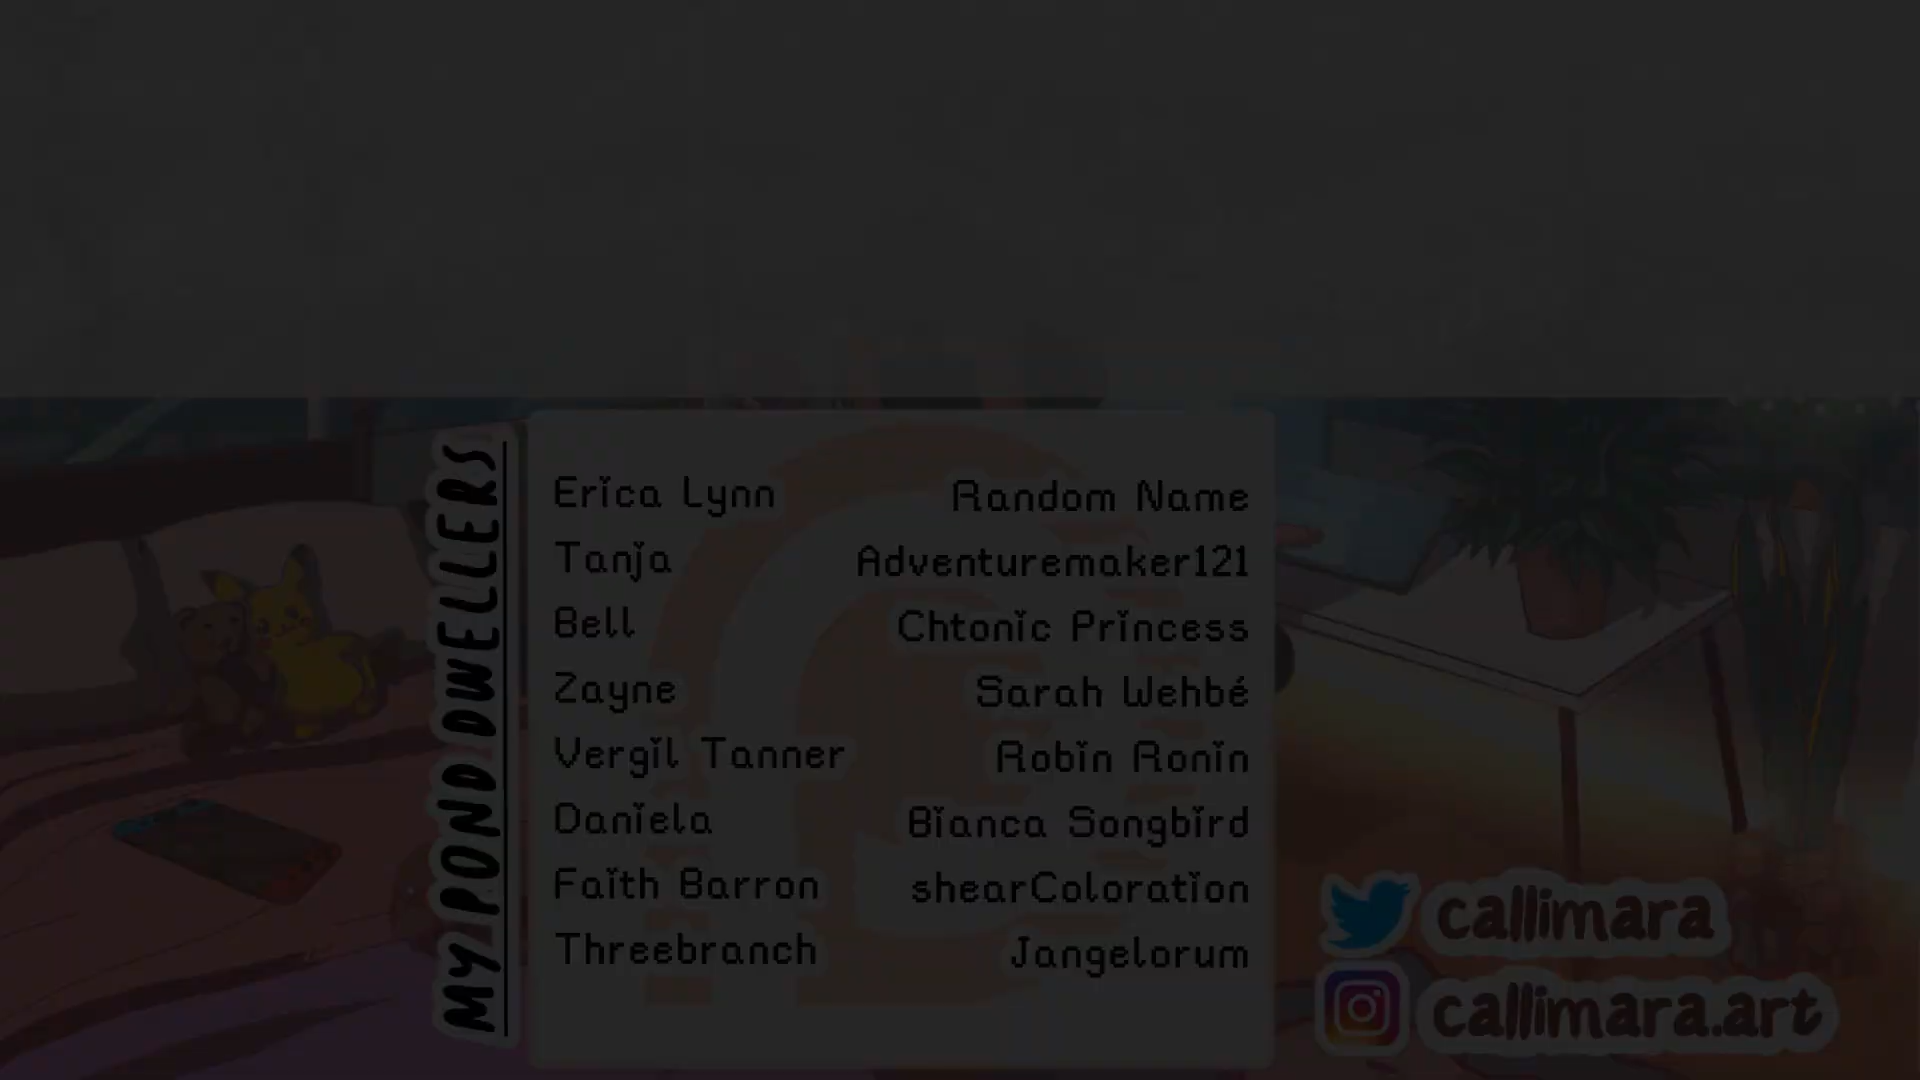 MY POND DWELLERS
Erica Lynn
Tanja
Bell
Zayne
Vergil Tanner
Daniela
Faith Barron
Threebranch
Random Name
Adventuremaker121
Chtonic Princess
Sarah Wehbé
Robin Ronin
Bianca Songbird
shearColoration
Jangelorum
callimara
callimara.art